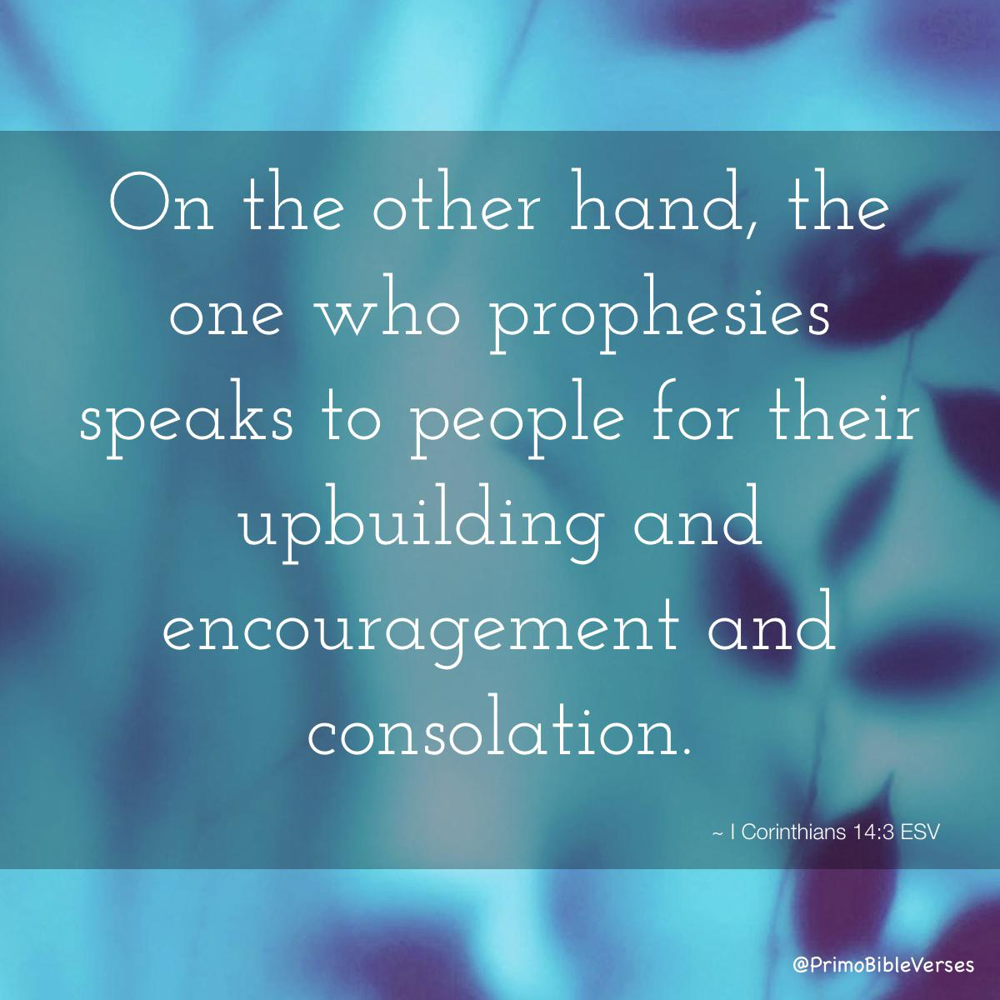 On the other hand, the
one who prophesies
speaks to people for their
upbuilding and
encouragement and
consolation.
~ I Corinthians 14:3 ESV
@PrimoBibleVerses